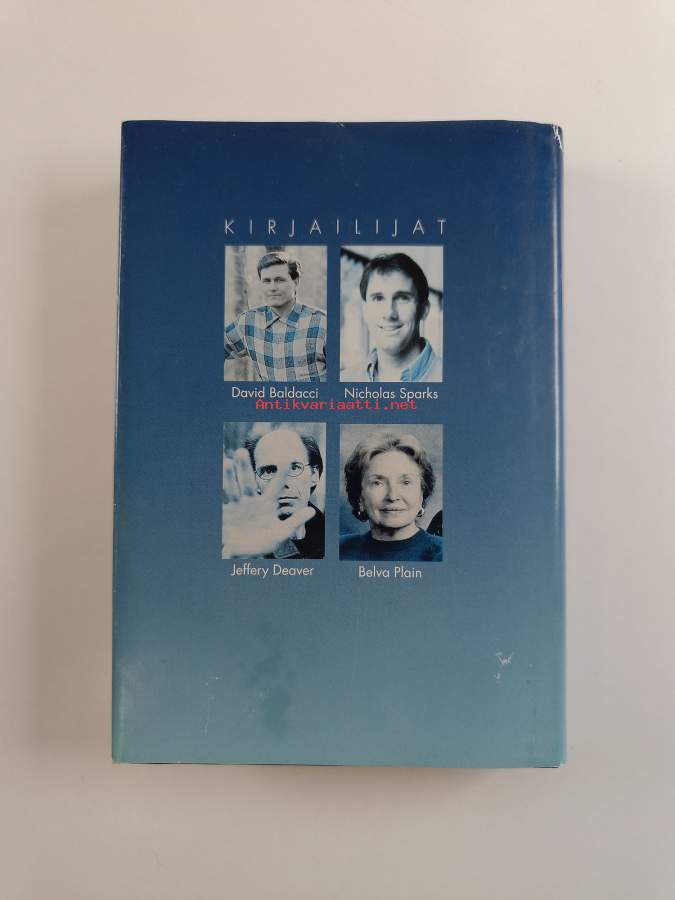 KIRJAILIJAT
David Baldacci Nicholas Sparks
Antikvariaatti.net
Jeffery Deaver Belva Plain